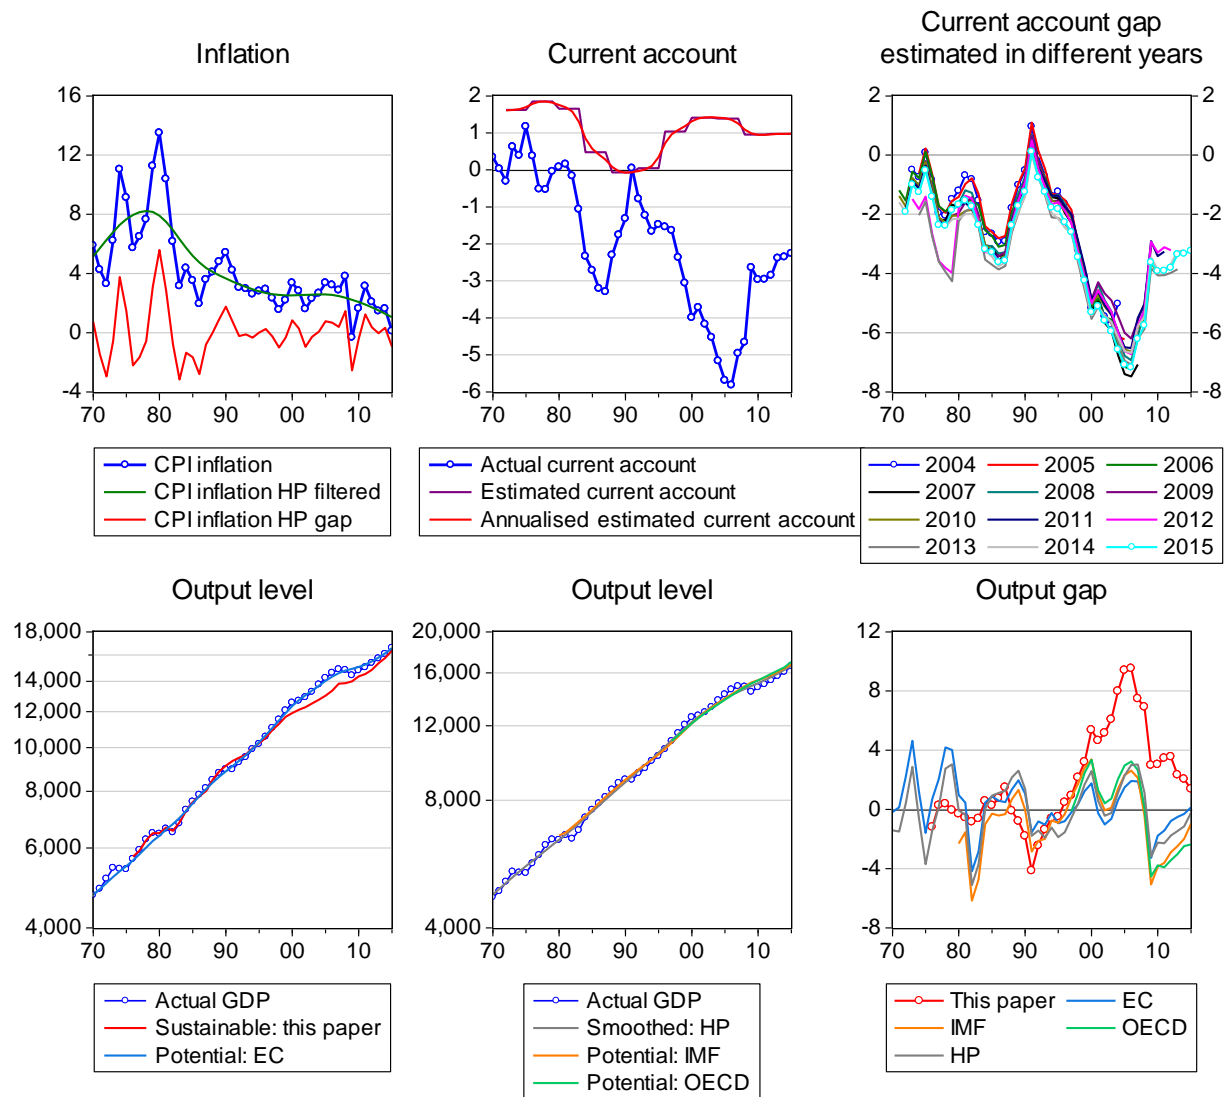 Inflation
16
12
8
4
0
-4
70 80 90 00 10
CPI inflation
CPI inflation HP filtered
CPI inflation HP gap
Current account
2
1
0
-1
-2
-3
-4
-5
-6
70 80 90 00 10
Actual current account
Estimated current account
Annualised estimated current account
Current account gap
estimated in different years
2 2
0 0
-2 -2
-4 -4
-6 -6
-8 -8
70 80 90 00 10
2004 2005 2006
2007 2008 2009
2010 2011 2012
2013 2014 2015
Output level
18,000
14,000
12,000
10,000
8,000
6,000
4,000
70 80 90 00 10
Actual GDP
Sustainable: this paper
Potential: EC
Output level
20,000
16,000
12,000
8,000
4,000
70 80 90 00 10
Actual GDP
Smoothed: HP
Potential: IMF
Potential: OECD
Output gap
12
8
4
0
-4
-8
70 80 90 00 10
This paper EC
IMF OECD
HP